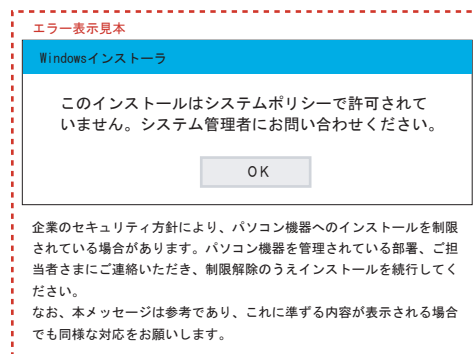 エラー表示見本
Windowsインストーラ
このインストールはシステムポリシーで許可されて
いません。システム管理者にお問い合わせください。
OK
企業のセキュリティ方針により、パソコン機器へのインストールを制限
されている場合があります。パソコン機器を管理されている部署、ご担
当者さまにご連絡いただき、制限解除のうえインストールを続行してく
ださい。
なお、本メッセージは参考であり、これに準ずる内容が表示される場合
でも同様な対応をお願いします。